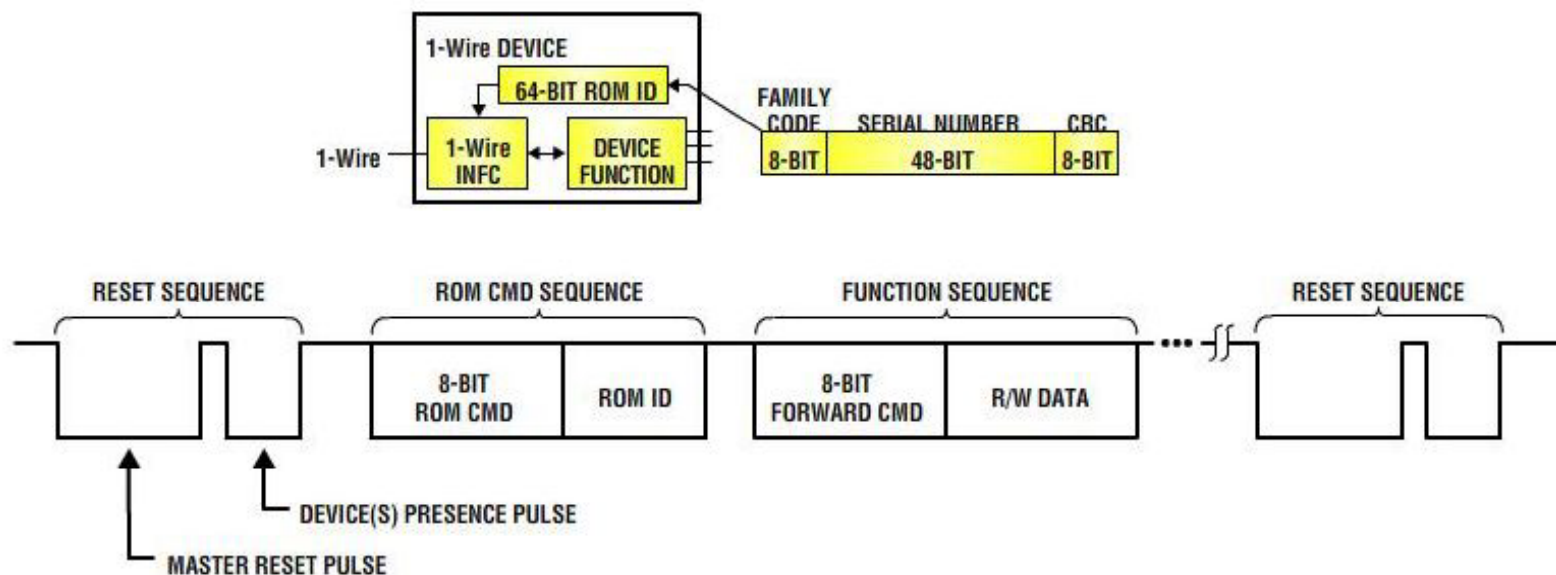 1-Wire DEVICE
64-BIT ROM ID
1-Wire
1-Wire
INFC
DEVICE
FUNCTION
FAMILY
CODE SERIAL NUMBER CRC
8-BIT 48-BIT 8-BIT
RESET SEQUENCE ROM CMD SEQUENCE FUNCTION SEQUENCE RESET SEQUENCE
8-BIT
ROM CMD
ROM ID
8-BIT
FORWARD CMD
R/W DATA
DEVICE(S) PRESENCE PULSE
MASTER RESET PULSE